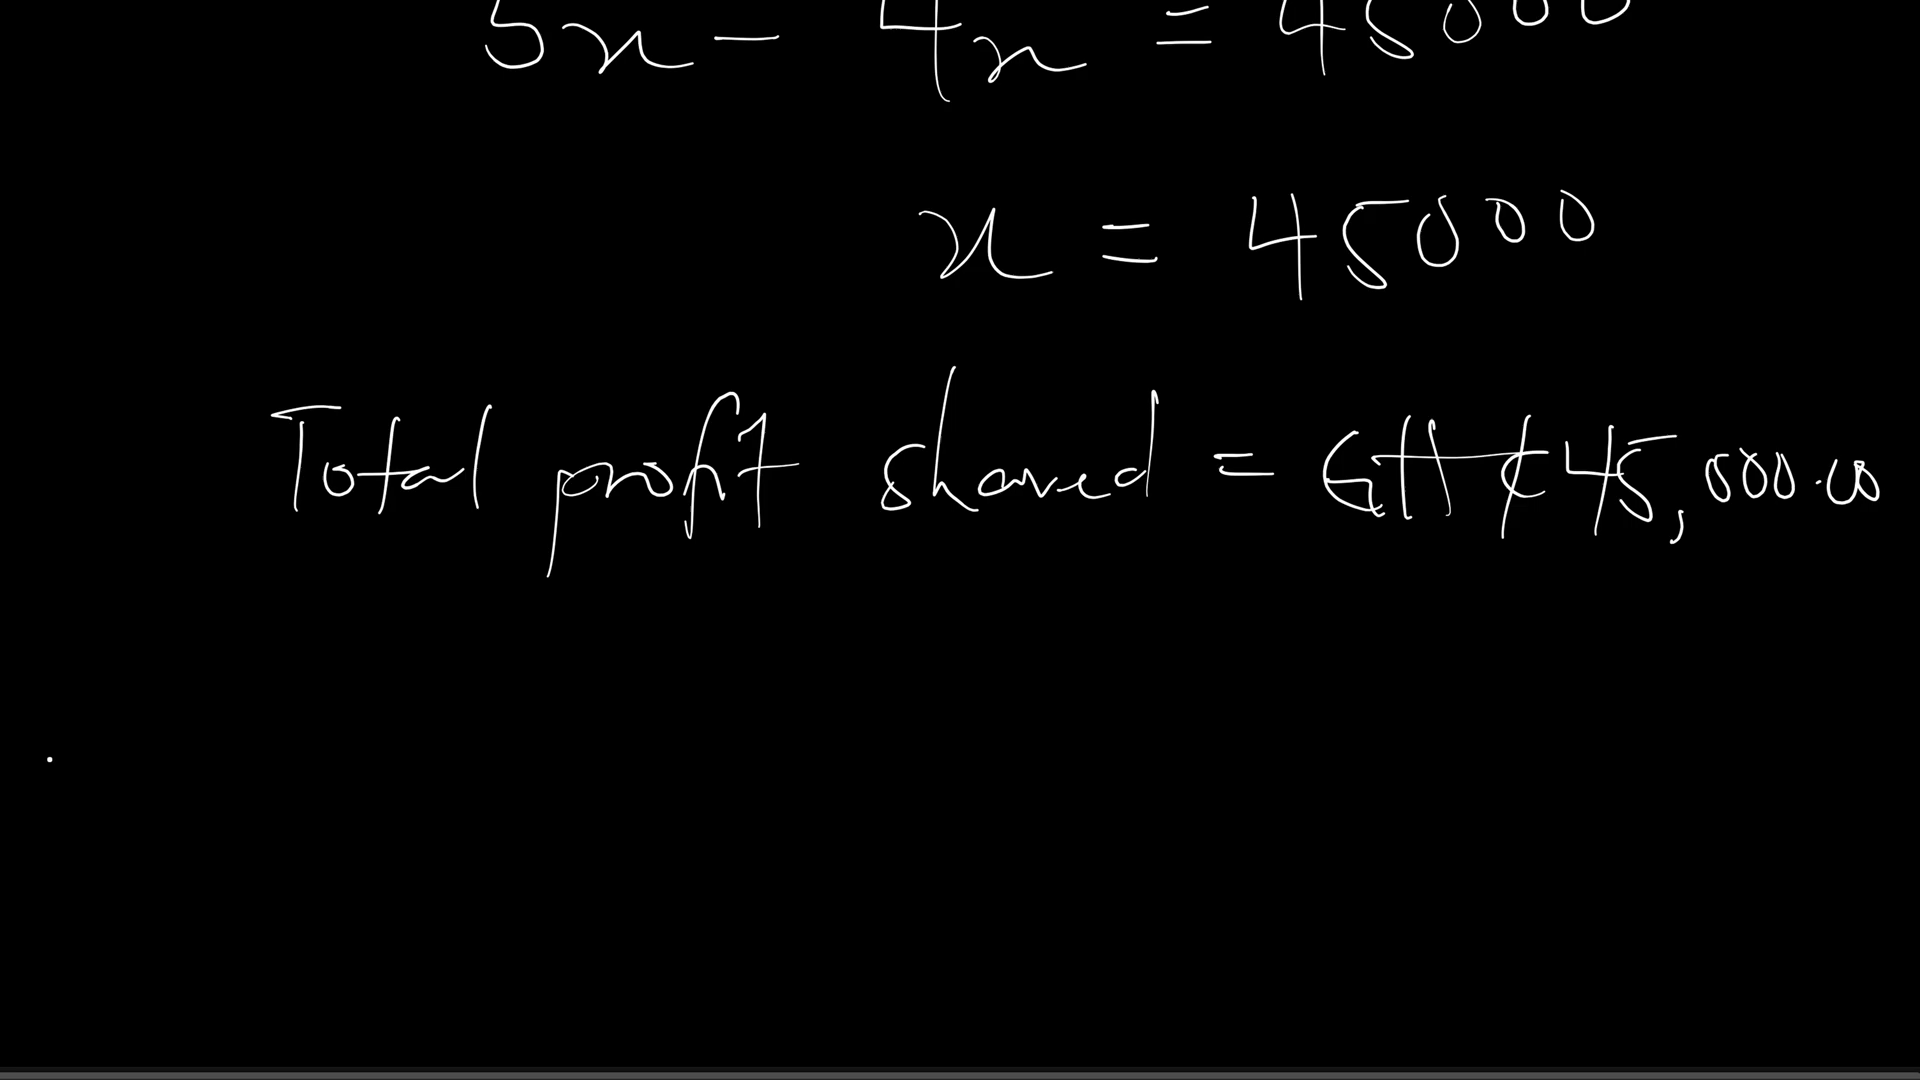 5x - 4x = 45000
x = 45000
Total profit shared = GH¢45,000.00